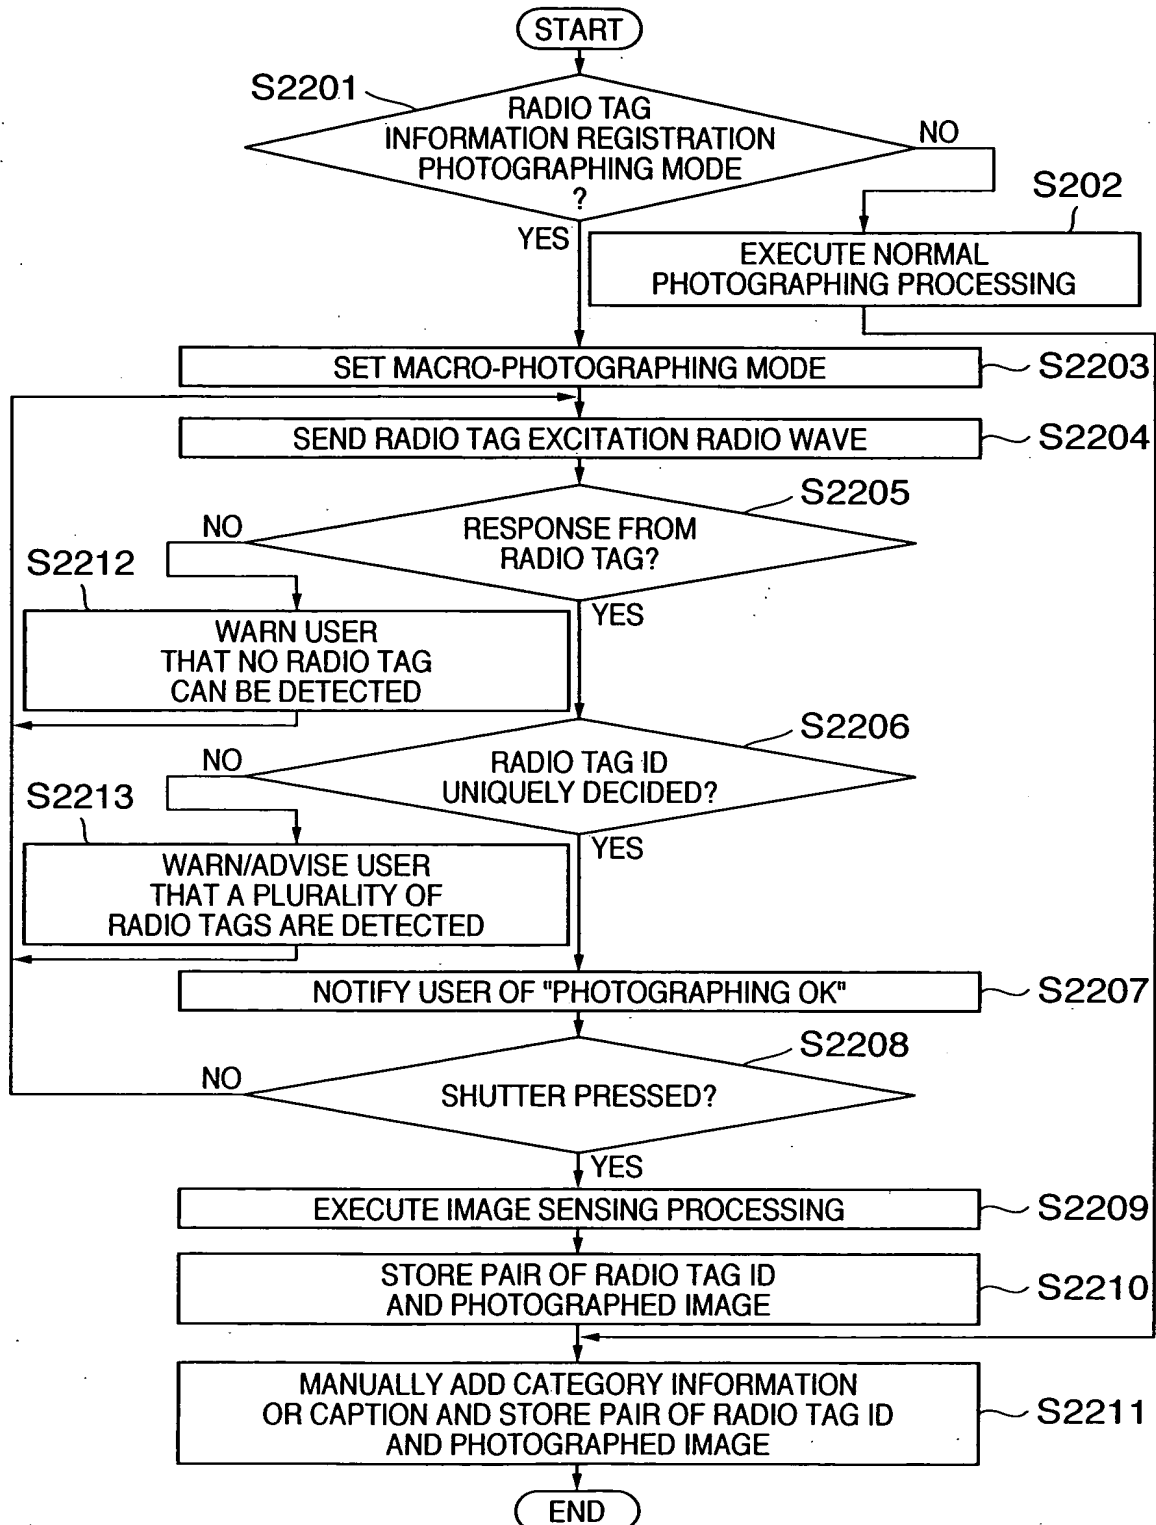 START
S2201
RADIO TAG
INFORMATION REGISTRATION
PHOTOGRAPHING MODE
?
NO
YES
S202
EXECUTE NORMAL
PHOTOGRAPHING PROCESSING
SET MACRO-PHOTOGRAPHING MODE
S2203
SEND RADIO TAG EXCITATION RADIO WAVE
S2204
S2205
RESPONSE FROM
RADIO TAG?
NO
YES
S2212
WARN USER
THAT NO RADIO TAG
CAN BE DETECTED
S2206
RADIO TAG ID
UNIQUELY DECIDED?
NO
YES
S2213
WARN/ADVISE USER
THAT A PLURALITY OF
RADIO TAGS ARE DETECTED
NOTIFY USER OF "PHOTOGRAPHING OK"
S2207
S2208
SHUTTER PRESSED?
NO
YES
EXECUTE IMAGE SENSING PROCESSING
S2209
STORE PAIR OF RADIO TAG ID
AND PHOTOGRAPHED IMAGE
S2210
MANUALLY ADD CATEGORY INFORMATION
OR CAPTION AND STORE PAIR OF RADIO TAG ID
AND PHOTOGRAPHED IMAGE
S2211
END